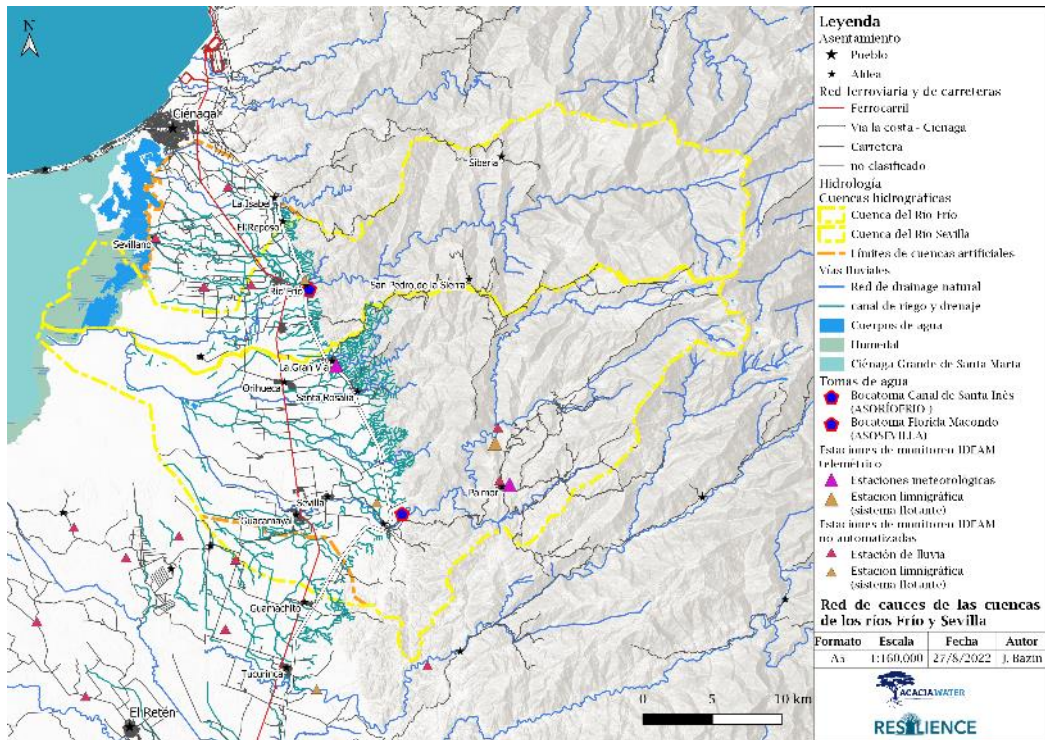 N
Ciénaga
Siberia
La Isabel
El Reposo
Sevillano
San Pedro de la Sierra
Río Frío
La Gran Vía
Orihueca
Santa Rosalia
Palmor
Sevilla
Guacamayal
Guamachito
Tucurinca
El Retén
0 5 10 km
Leyenda
Asentamiento
Pueblo
Aldea
Red ferroviaria y de carreteras
Ferrocarril
Via la costa - Cienaga
Carretera
no clasificado
Hidrología
Cuencas hidrográficas
Cuenca del Río Frío
Cuenca del Río Sevilla
Límites de cuencas artificiales
Vías fluviales
Red de drainage natural
canal de riego y drenaje
Cuerpos de agua
Humedal
Ciénaga Grande de Santa Marta
Tomas de agua
Bocatoma Canal de Santa Inès
(ASORÍOFRIO )
Bocatoma Florida Macondo
(ASOSEVILLA)
Estaciones de monitoreo IDEAM
telemétrico
Estaciones meteorologicas
Estacion limnigráfica
(sistema flotante)
Estaciones de monitoreo IDEAM
no automatizadas
Estación de lluvia
Estacion limnigráfica
(sistema flotante)
Red de cauces de las cuencas
de los ríos Frío y Sevilla
Formato Escala Fecha Autor
A3 1:160,000 27/8/2022 J. Bazin
ACACIAWATER
RESILIENCE